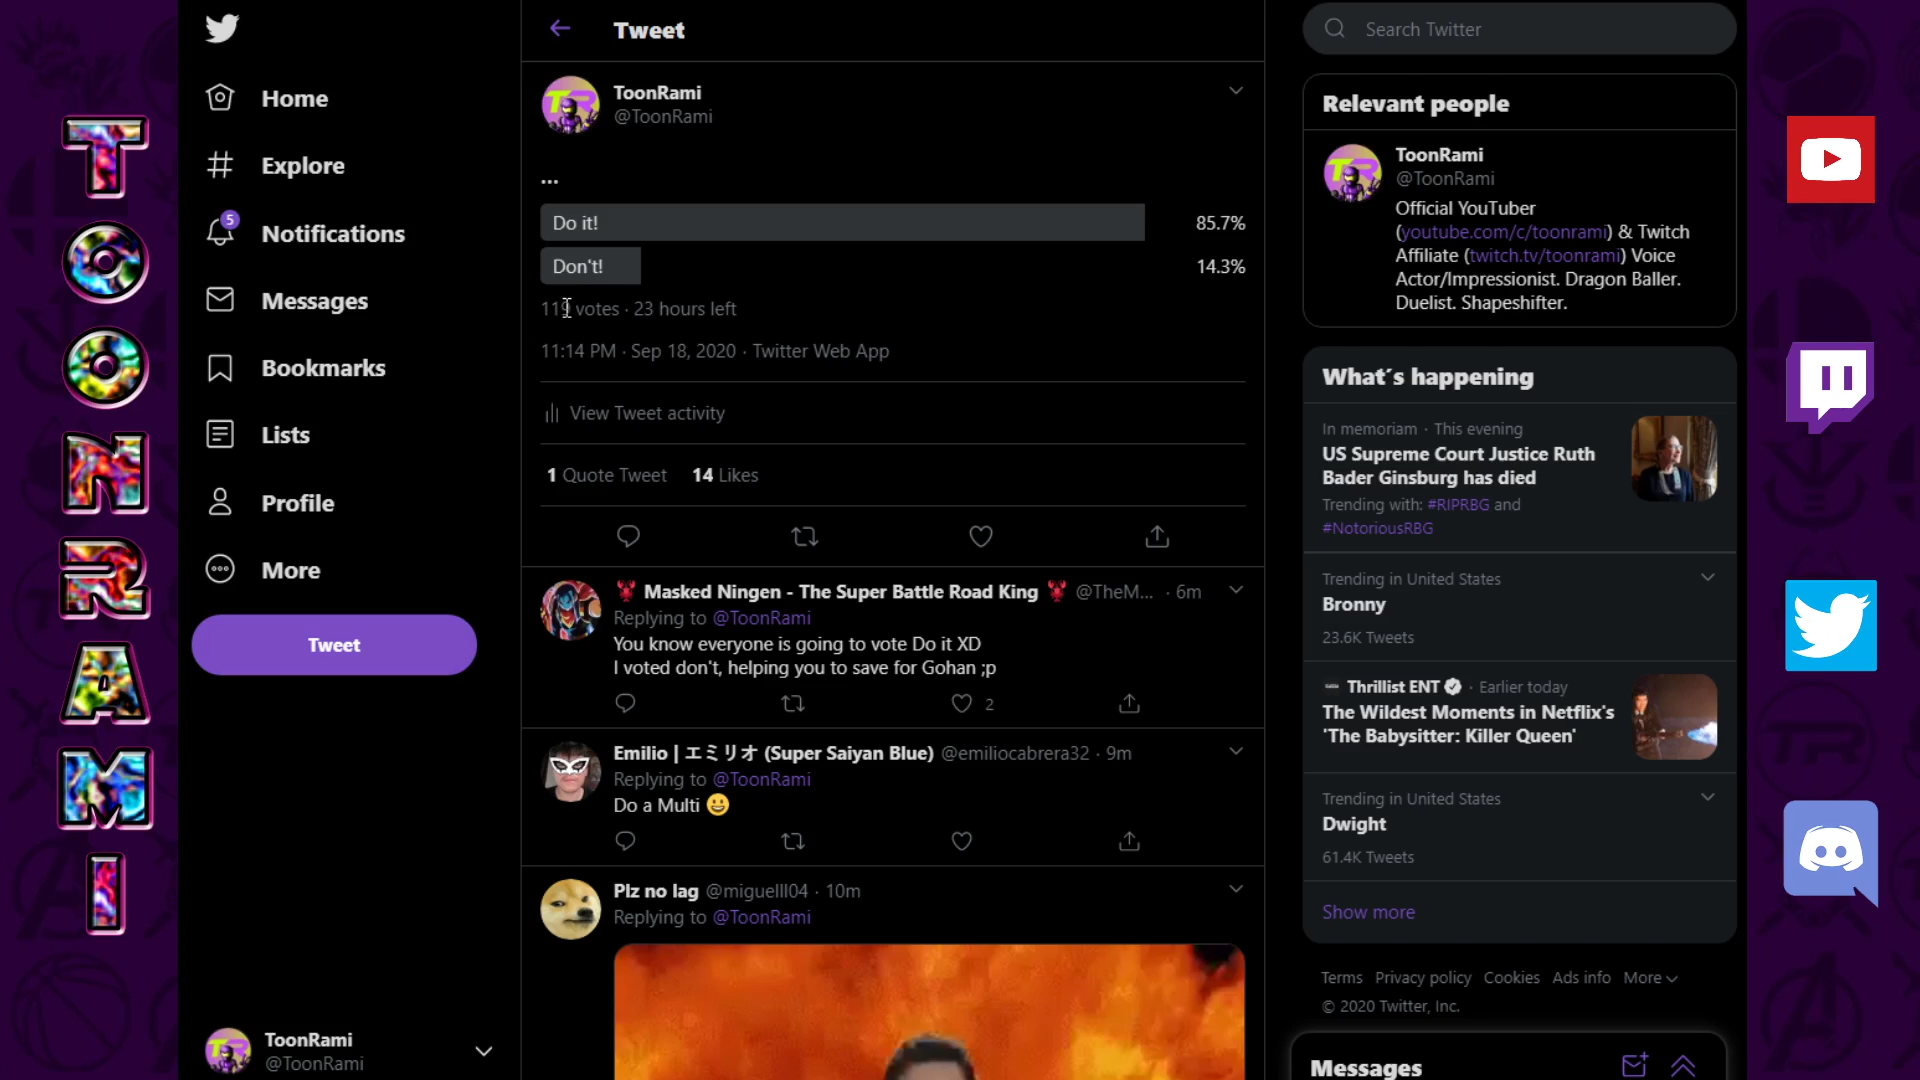 TOONRAMI
Home
Explore
5
Notifications
Messages
Bookmarks
Lists
Profile
More
Tweet
ToonRami
@ToonRami
Tweet
ToonRami
@ToonRami
...
Do it! 85.7%
Don't! 14.3%
119 votes · 23 hours left
11:14 PM · Sep 18, 2020 · Twitter Web App
View Tweet activity
1 Quote Tweet 14 Likes
🦞 Masked Ningen - The Super Battle Road King 🦞 @TheM... · 6m
Replying to @ToonRami
You know everyone is going to vote Do it XD
I voted don't, helping you to save for Gohan ;p
2
Emilio | エミリオ (Super Saiyan Blue) @emiliocabrera32 · 9m
Replying to @ToonRami
Do a Multi 😀
Plz no lag @miguelll04 · 10m
Replying to @ToonRami
Search Twitter
Relevant people
TR
ToonRami
@ToonRami
Official YouTuber
(youtube.com/c/toonrami) & Twitch
Affiliate (twitch.tv/toonrami) Voice
Actor/Impressionist. Dragon Baller.
Duelist. Shapeshifter.
What's happening
In memoriam · This evening
US Supreme Court Justice Ruth
Bader Ginsburg has died
Trending with: #RIPRBG and
#NotoriousRBG
Trending in United States
Bronny
23.6K Tweets
Thrillist ENT · Earlier today
The Wildest Moments in Netflix's
'The Babysitter: Killer Queen'
Trending in United States
Dwight
61.4K Tweets
Show more
Terms Privacy policy Cookies Ads info More
© 2020 Twitter, Inc.
Messages